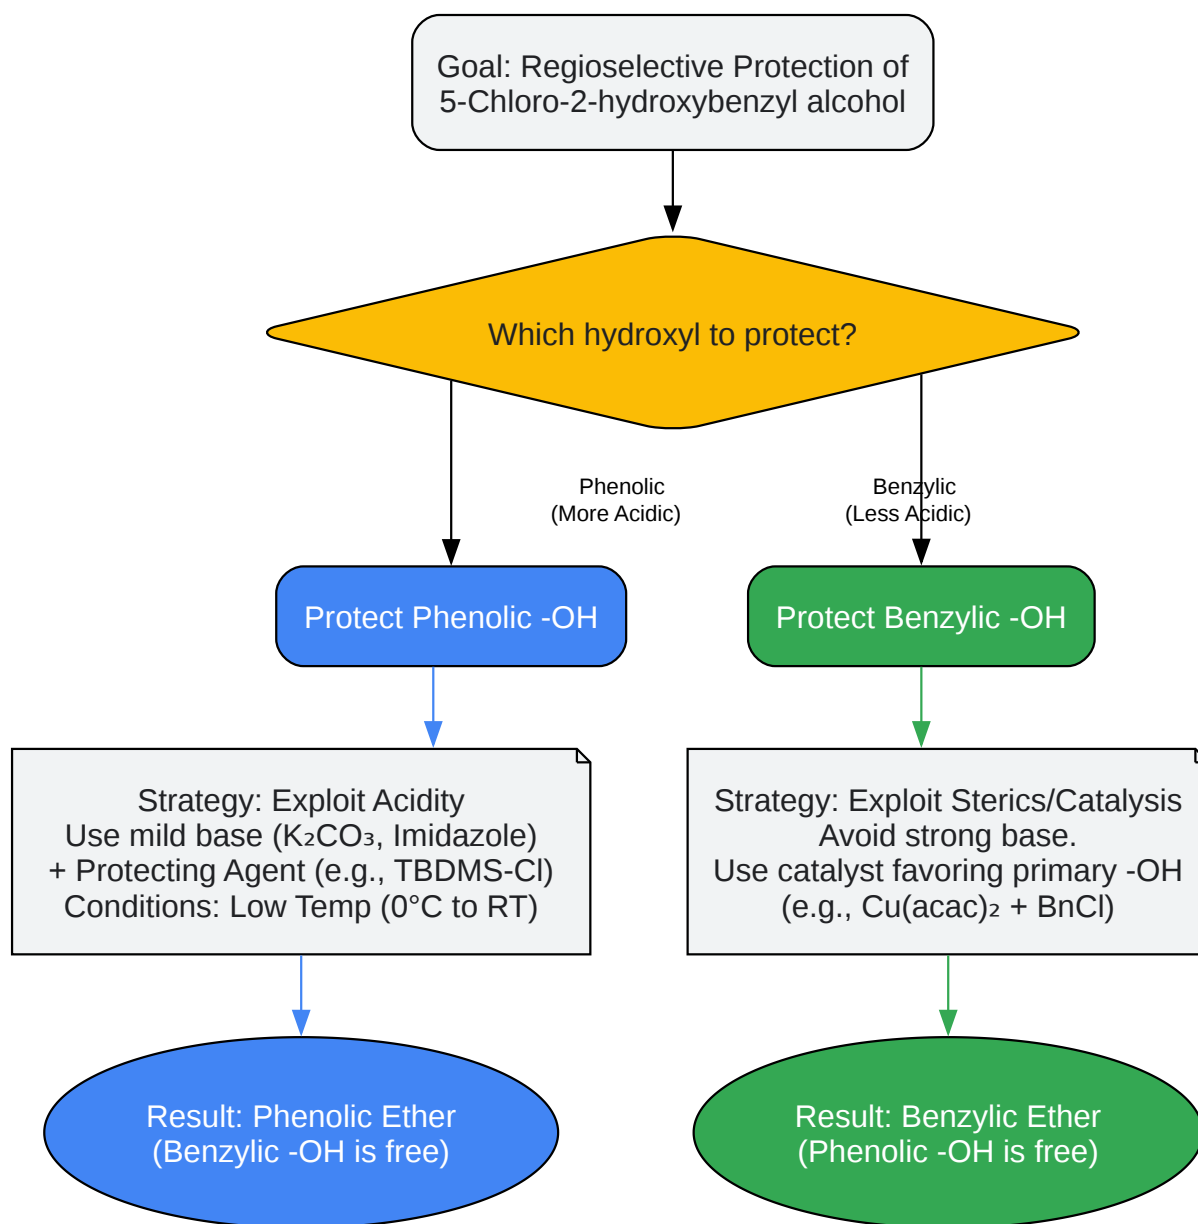 Goal: Regioselective Protection of
5-Chloro-2-hydroxybenzyl alcohol
Which hydroxyl to protect?
Phenolic
(More Acidic)
Benzylic
(Less Acidic)
Protect Phenolic -OH
Protect Benzylic -OH
Strategy: Exploit Acidity
Use mild base (K₂CO₃, Imidazole)
+ Protecting Agent (e.g., TBDMS-Cl)
Conditions: Low Temp (0°C to RT)
Strategy: Exploit Sterics/Catalysis
Avoid strong base.
Use catalyst favoring primary -OH
(e.g., Cu(acac)₂ + BnCl)
Result: Phenolic Ether
(Benzylic -OH is free)
Result: Benzylic Ether
(Phenolic -OH is free)